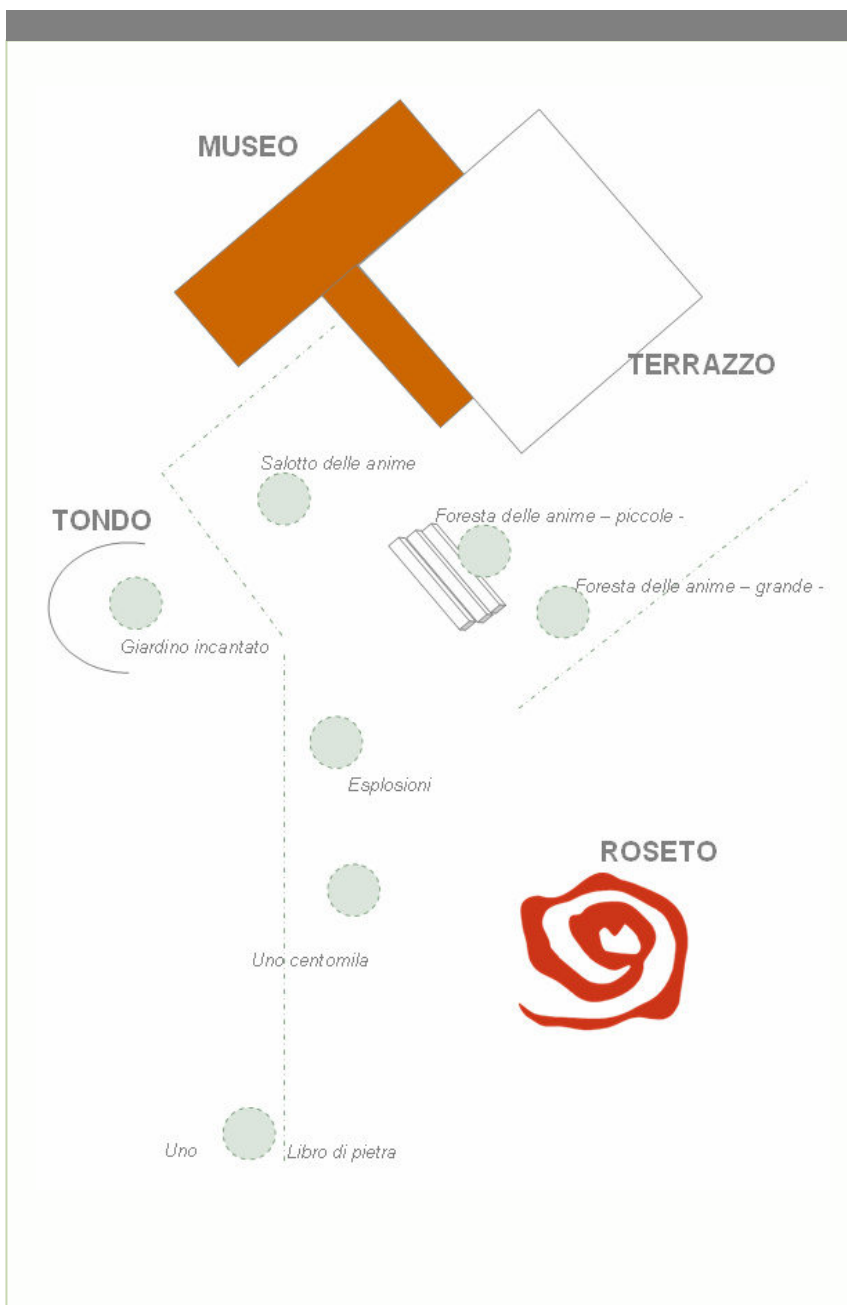 MUSEO
TERRAZZO
Salotto delle anime
TONDO
Foresta delle anime – piccole -
Foresta delle anime – grande -
Giardino incantato
Esplosioni
ROSETO
Uno centomila
Uno
Libro di pietra